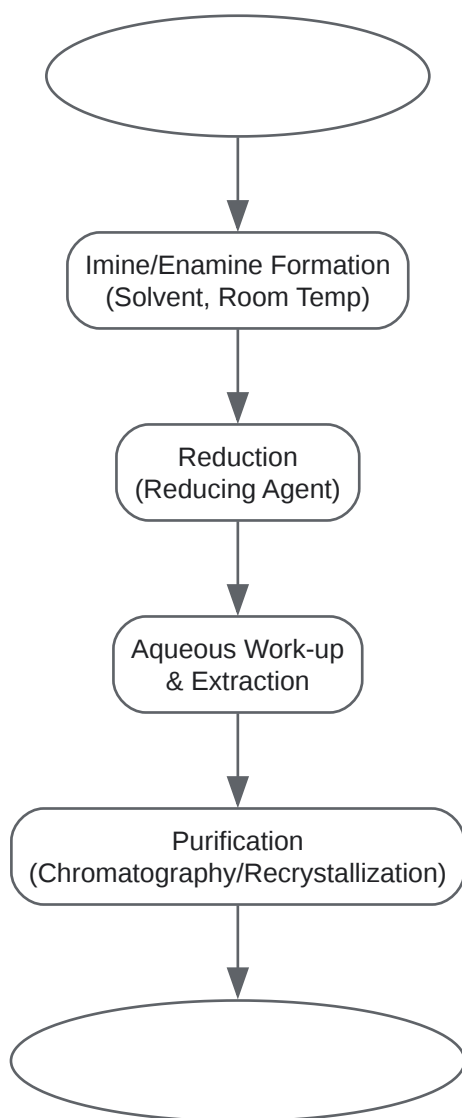 Imine/Enamine Formation
(Solvent, Room Temp)
Reduction
(Reducing Agent)
Aqueous Work-up
& Extraction
Purification
(Chromatography/Recrystallization)